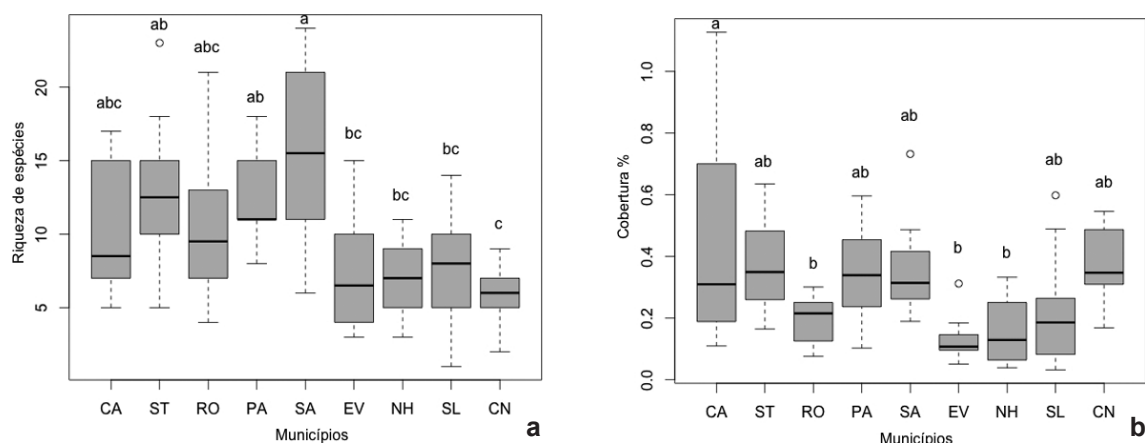 a
ab
abc
ab
abc
bc
bc
bc
c
Riqueza de espécies
20
15
10
5
CA ST RO PA SA EV NH SL CN
Municípios
a
a
ab
ab
ab
ab
ab
b
b
b
Cobertura %
1.0
0.8
0.6
0.4
0.2
0.0
CA ST RO PA SA EV NH SL CN
Municípios
b